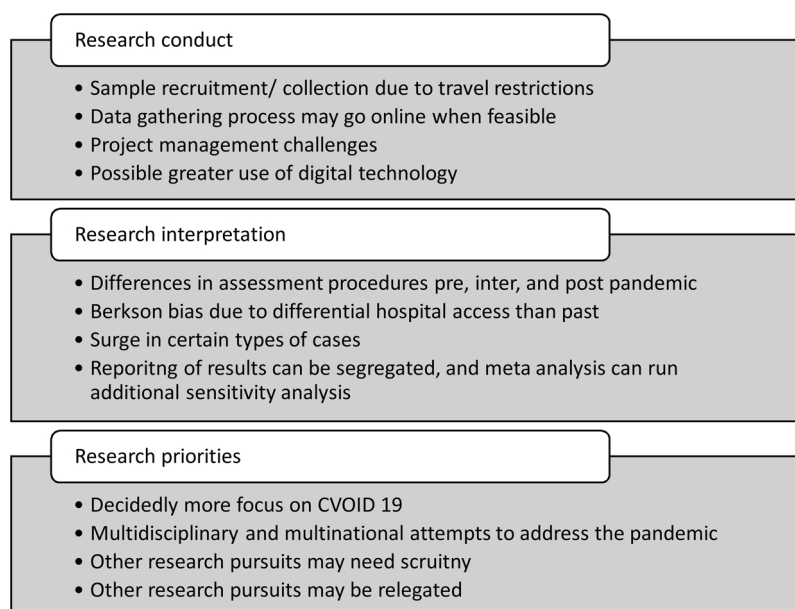 Research conduct
• Sample recruitment/ collection due to travel restrictions
• Data gathering process may go online when feasible
• Project management challenges
• Possible greater use of digital technology
Research interpretation
• Differences in assessment procedures pre, inter, and post pandemic
• Berkson bias due to differential hospital access than past
• Surge in certain types of cases
• Reporitng of results can be segregated, and meta analysis can run
additional sensitivity analysis
Research priorities
• Decidedly more focus on CVOID 19
• Multidisciplinary and multinational attempts to address the pandemic
• Other research pursuits may need scruitny
• Other research pursuits may be relegated